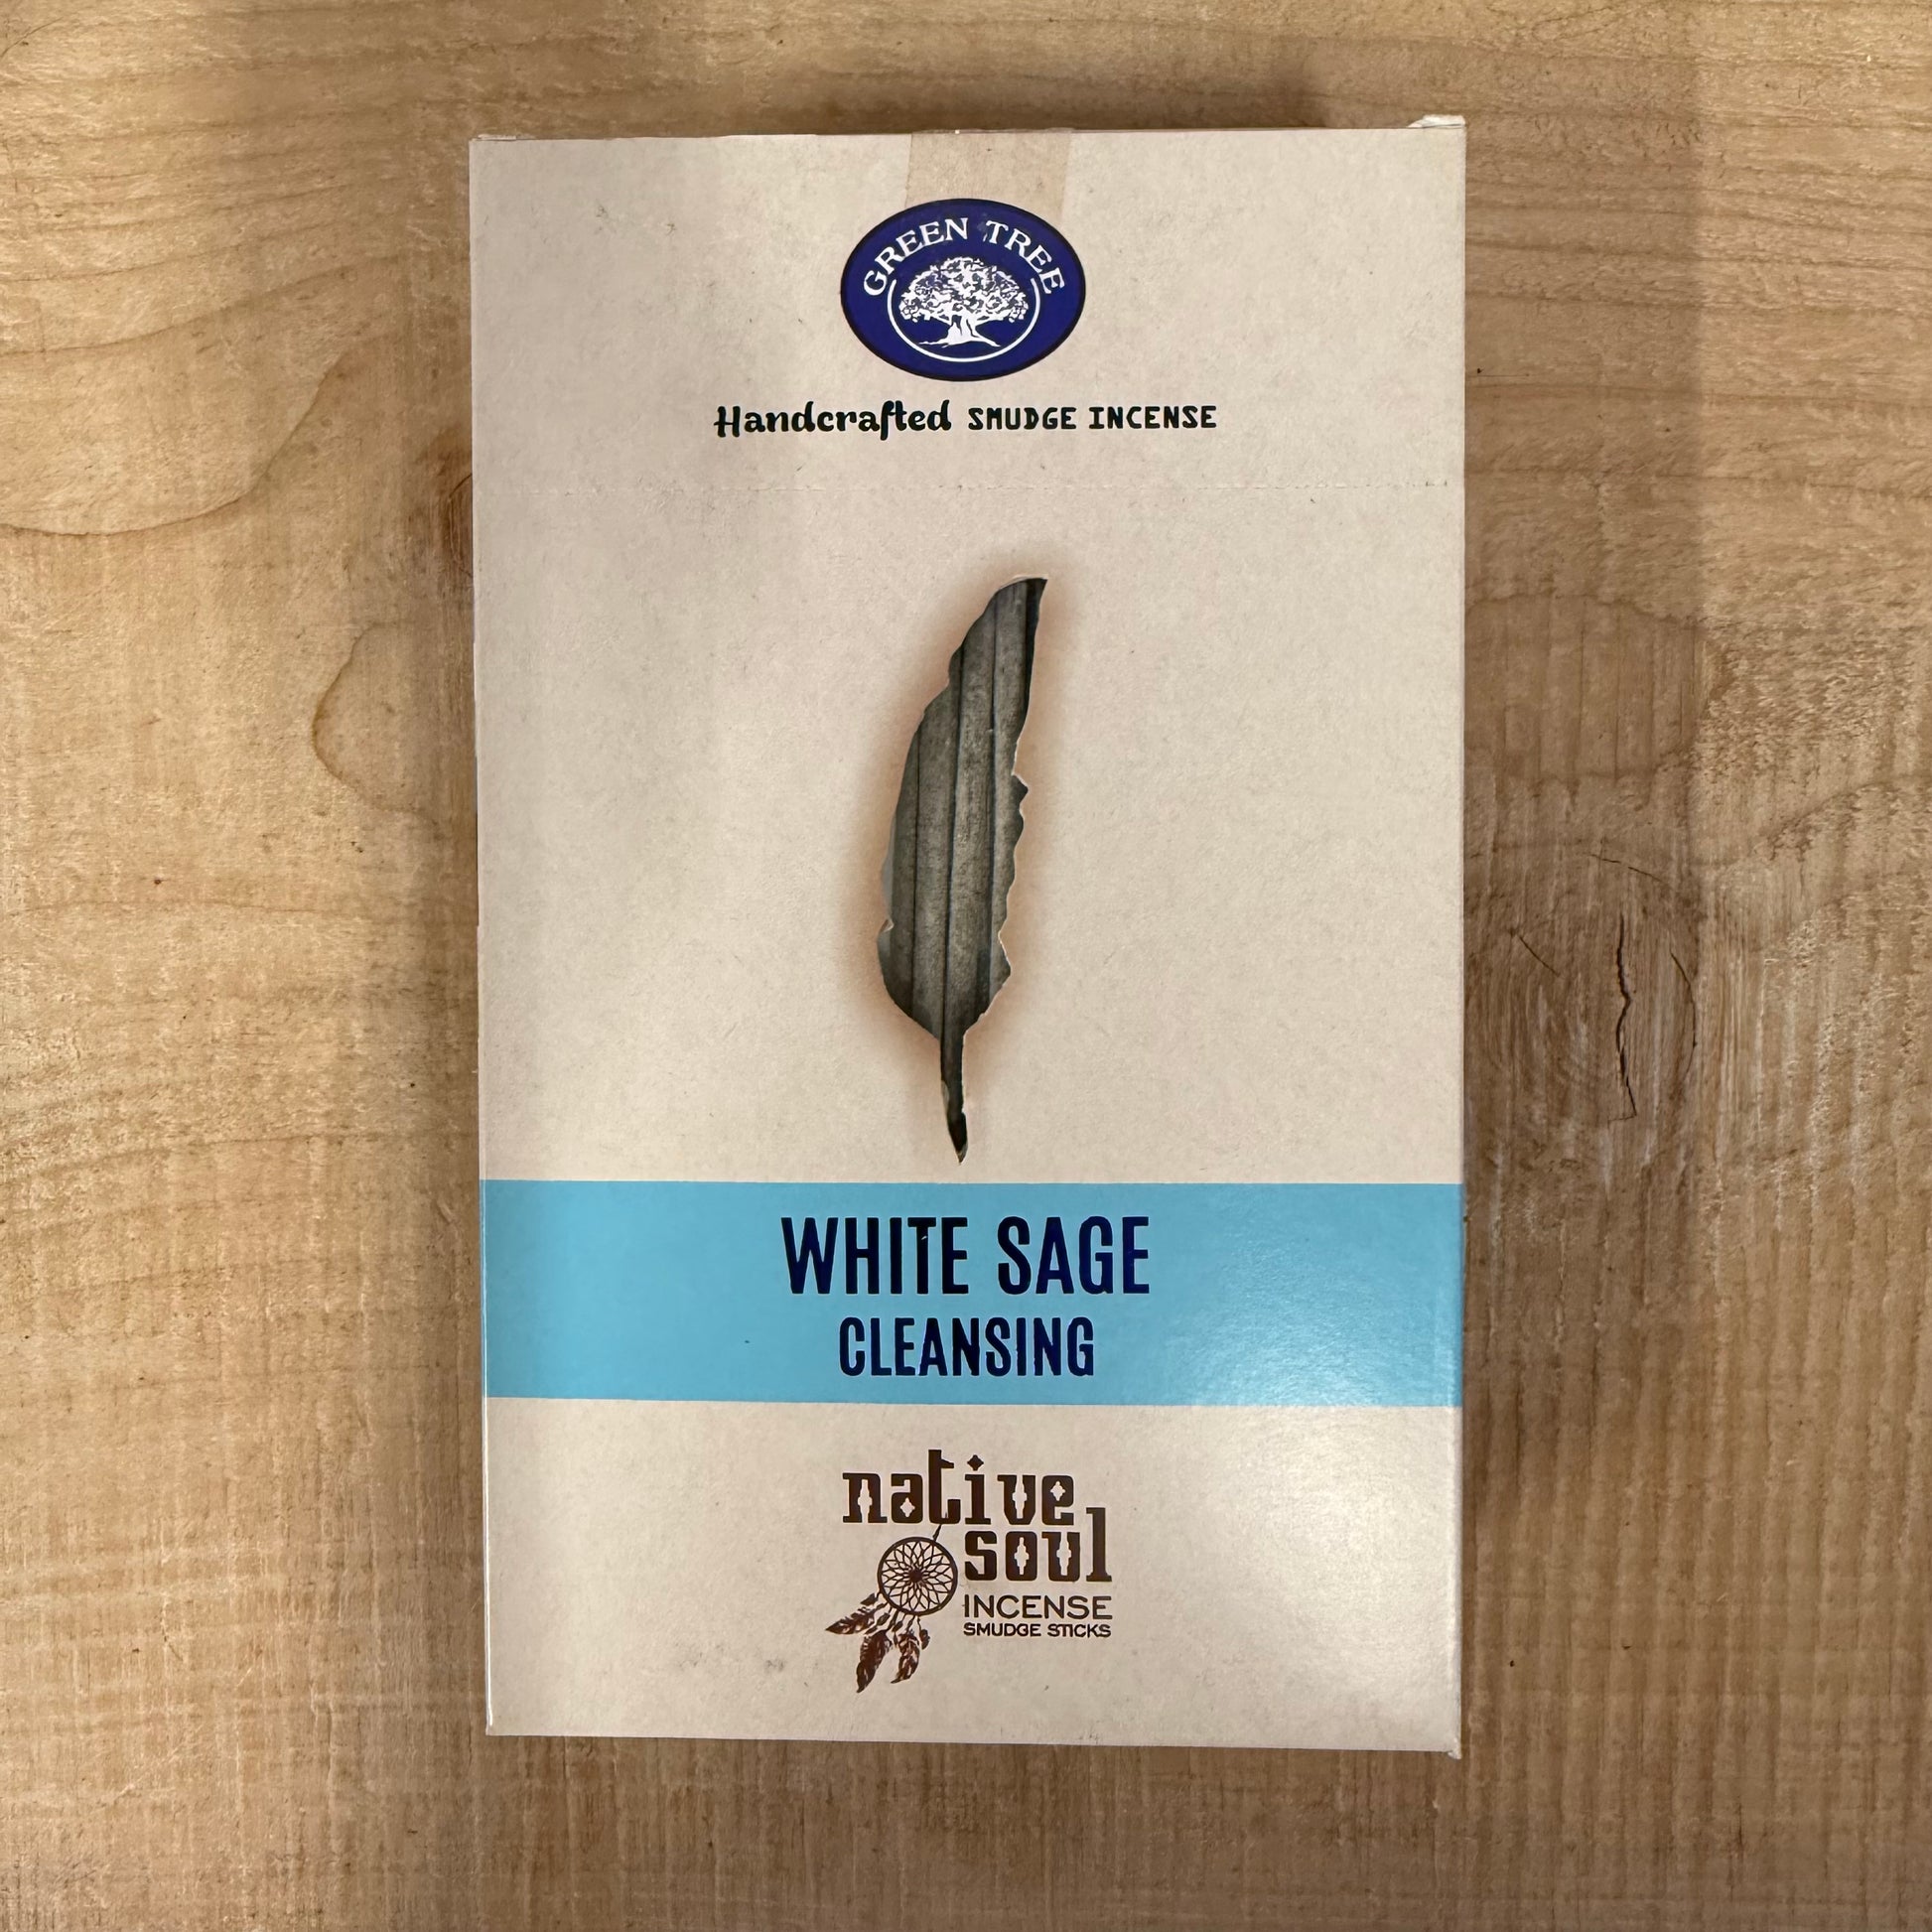 GREEN TREE
Handcrafted SMUDGE INCENSE
WHITE SAGE
CLEANSING
native
soul
INCENSE
SMUDGE STICKS